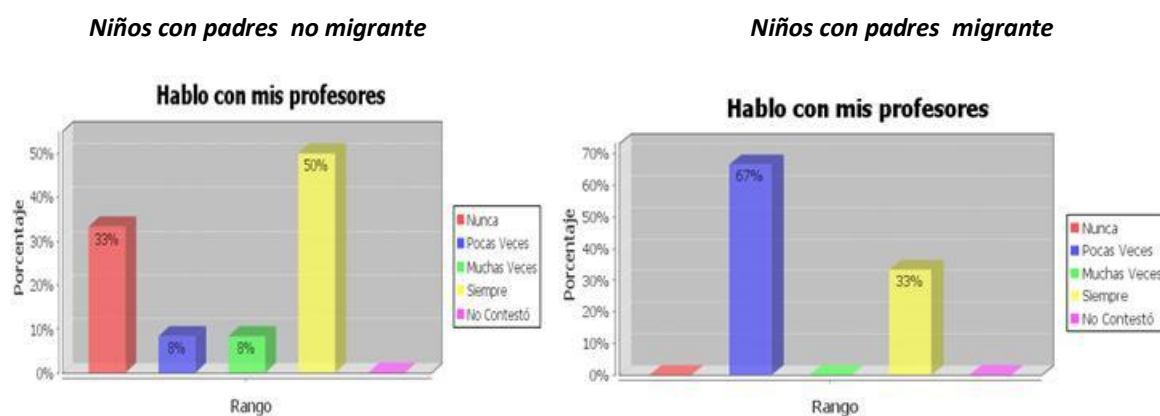 Niños con padres no migrante
Hablo con mis profesores
50%
40%
30%
20%
10%
0%
Porcentaje
33%
8%
8%
50%
Rango
Nunca
Pocas Veces
Muchas Veces
Siempre
No Contestó
Niños con padres migrante
Hablo con mis profesores
70%
60%
50%
40%
30%
20%
10%
0%
Porcentaje
67%
33%
Rango
Nunca
Pocas Veces
Muchas Veces
Siempre
No Contestó